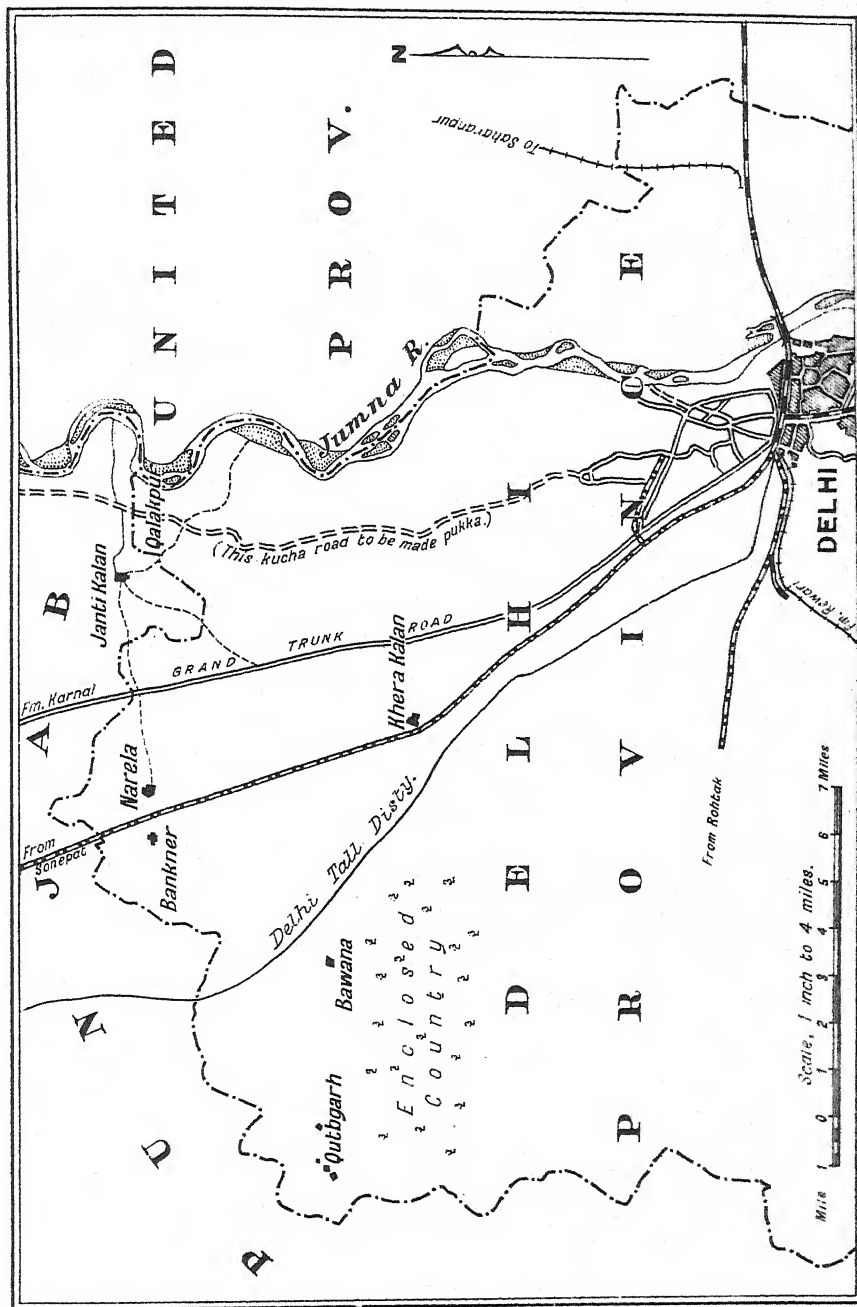 PUNJAB
UNITED
PROV.
N
To Saharanpur
Jumna R.
Qalakpur
Janti Kalan
(This kucha road to be made pukka.)
Fm. Karnal
GRAND TRUNK ROAD
From
Sonepat
Narela
Bankner
Khera Kalan
Delhi Tail Disty.
Bawana
Qutbgarh
Enclosed
Country
DELHI
PROVINCE
DELHI
Fm. Rewari
From Rohtak
Scale, 1 inch to 4 miles.
Mile 1 0 1 2 3 4 5 6 7 Miles